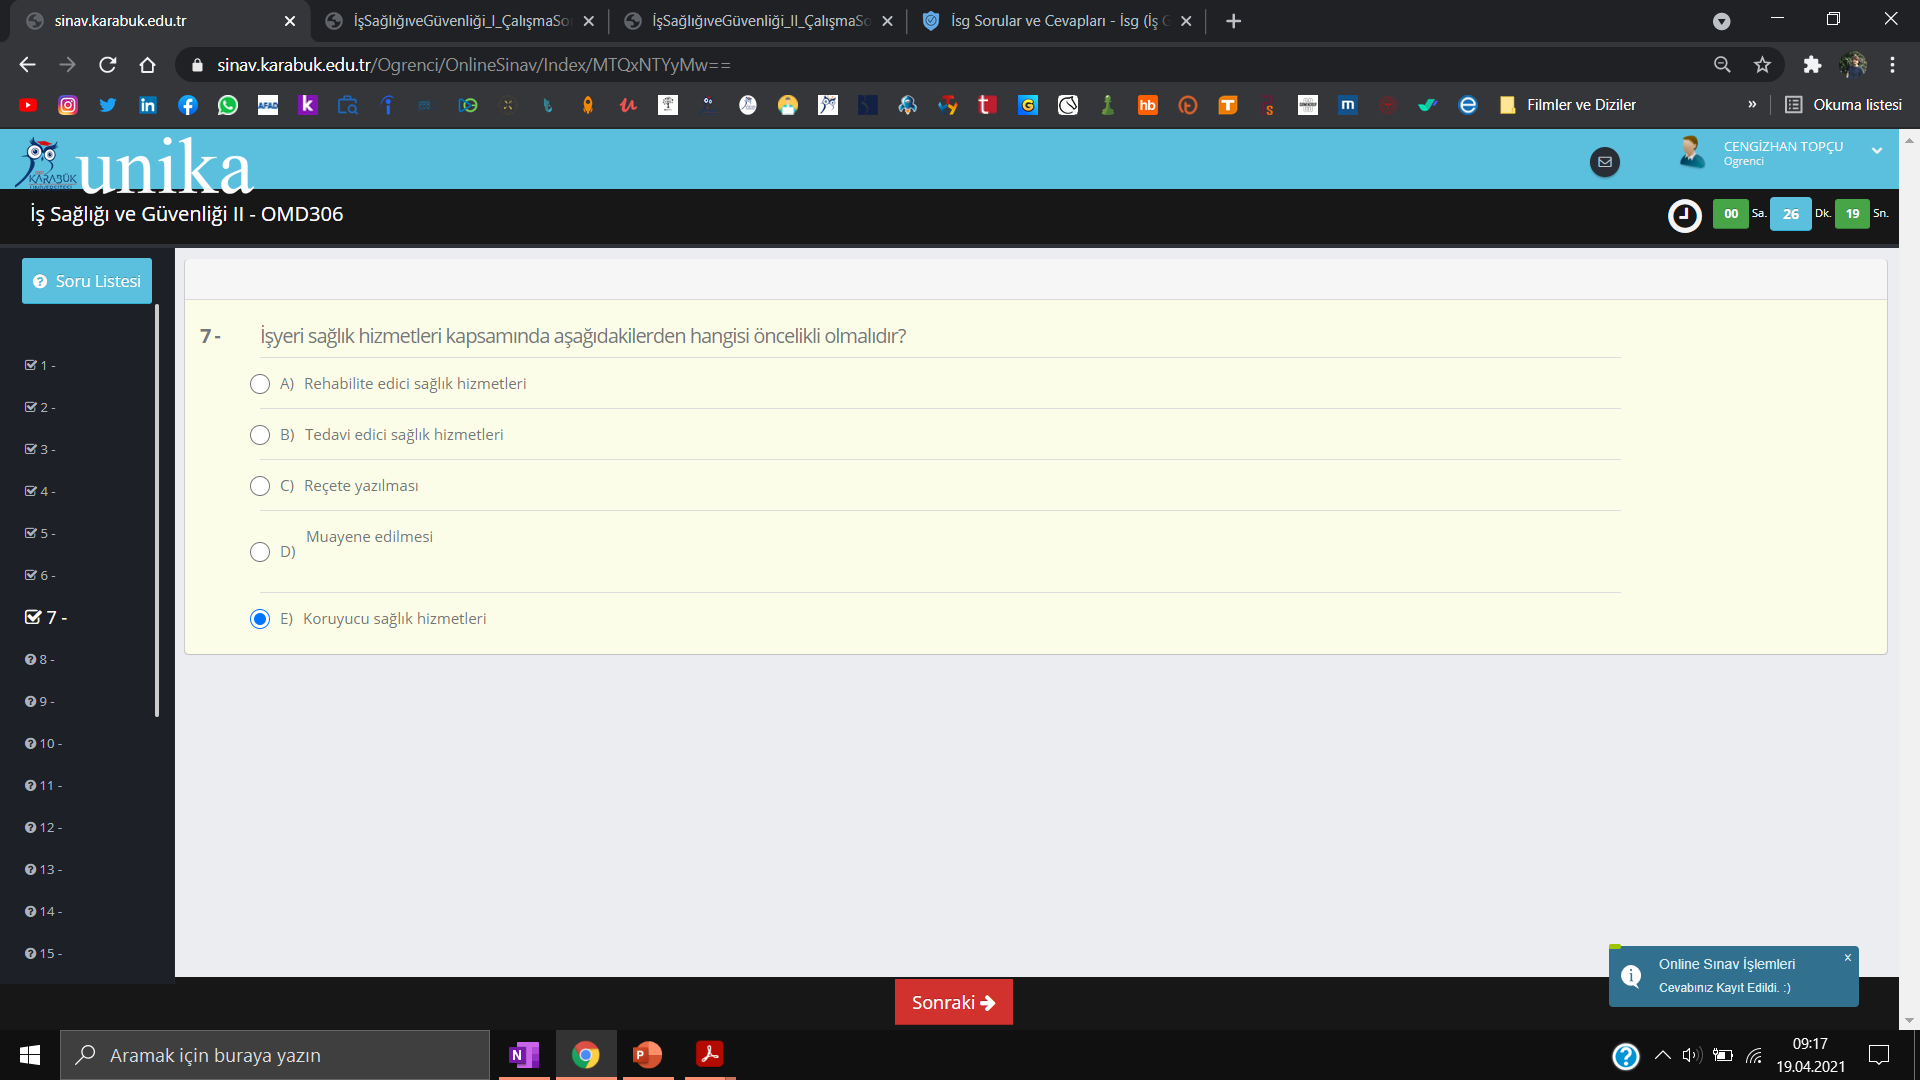 sinav.karabuk.edu.tr
İşSağlığıveGüvenliği_I_ÇalışmaSo
İşSağlığıveGüvenliği_II_ÇalışmaSo
İsg Sorular ve Cevapları - İsg (İş G
sinav.karabuk.edu.tr/Ogrenci/OnlineSinav/Index/MTQxNTYyMw==
AFAD
Filmler ve Diziler
»
Okuma listesi
KARABÜK
unika
CENGİZHAN TOPÇU
Ogrenci
İş Sağlığı ve Güvenliği II - OMD306
00 Sa. 26 Dk. 19 Sn.
Soru Listesi
1 -
2 -
3 -
4 -
5 -
6 -
7 -
8 -
9 -
10 -
11 -
12 -
13 -
14 -
15 -
7 - İşyeri sağlık hizmetleri kapsamında aşağıdakilerden hangisi öncelikli olmalıdır?
A) Rehabilite edici sağlık hizmetleri
B) Tedavi edici sağlık hizmetleri
C) Reçete yazılması
D) Muayene edilmesi
E) Koruyucu sağlık hizmetleri
Online Sınav İşlemleri
Cevabınız Kayıt Edildi. :)
Sonraki
Aramak için buraya yazın
09:17
19.04.2021